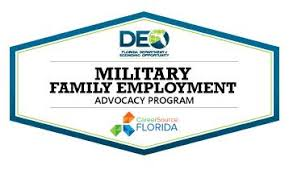 DEO
FLORIDA DEPARTMENT of
ECONOMIC OPPORTUNITY
MILITARY
FAMILY EMPLOYMENT
ADVOCACY PROGRAM
CareerSource
FLORIDA